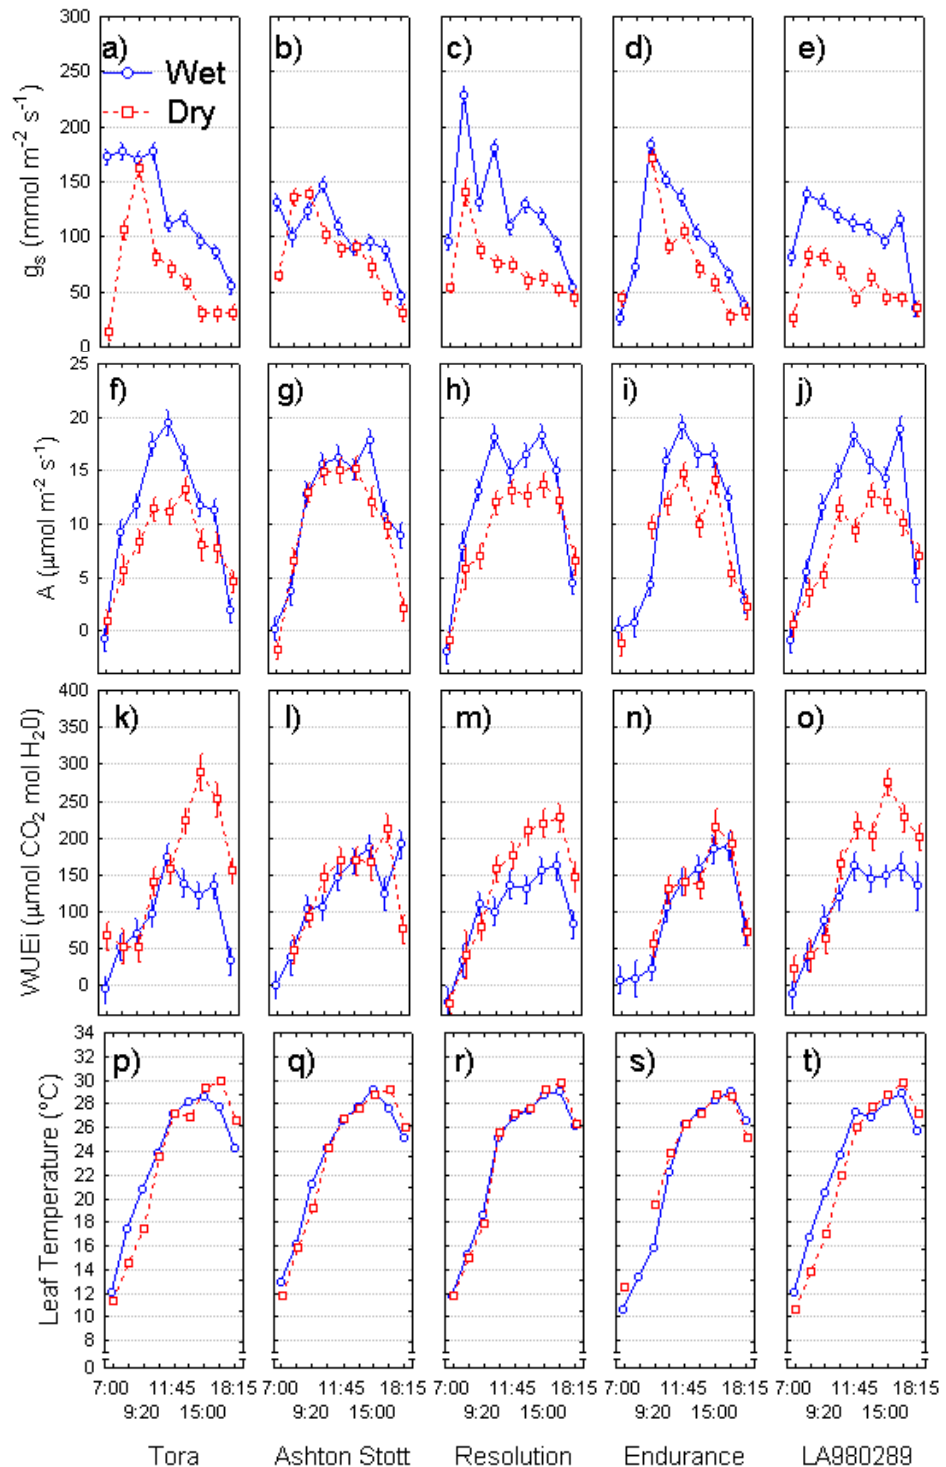 300
a) b) c) d) e)
250
Wet
Dry
200
150
100
50
0
gs (mmol m⁻² s⁻¹)
25
f) g) h) i) j)
20
15
10
5
0
A (µmol m⁻² s⁻¹)
400
k) l) m) n) o)
350
300
250
200
150
100
50
0
WUEi (µmol CO₂ mol H₂0)
34
p) q) r) s) t)
32
30
28
26
24
22
20
18
16
14
12
10
8
0
Leaf Temperature (°C)
7:00 11:45 18:15 7:00 11:45 18:15 7:00 11:45 18:15 7:00 11:45 18:15 7:00 11:45 18:15
9:20 15:00 9:20 15:00 9:20 15:00 9:20 15:00 9:20 15:00
Tora Ashton Stott Resolution Endurance LA980289